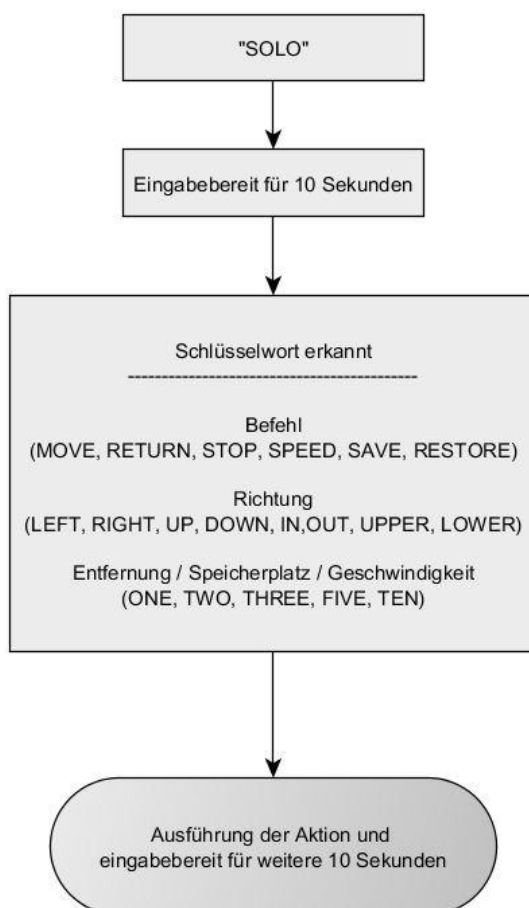 "SOLO"
Eingabebereit für 10 Sekunden
Schlüsselwort erkannt
-------------------------------------------
Befehl
(MOVE, RETURN, STOP, SPEED, SAVE, RESTORE)
Richtung
(LEFT, RIGHT, UP, DOWN, IN,OUT, UPPER, LOWER)
Entfernung / Speicherplatz / Geschwindigkeit
(ONE, TWO, THREE, FIVE, TEN)
Ausführung der Aktion und
eingabebereit für weitere 10 Sekunden